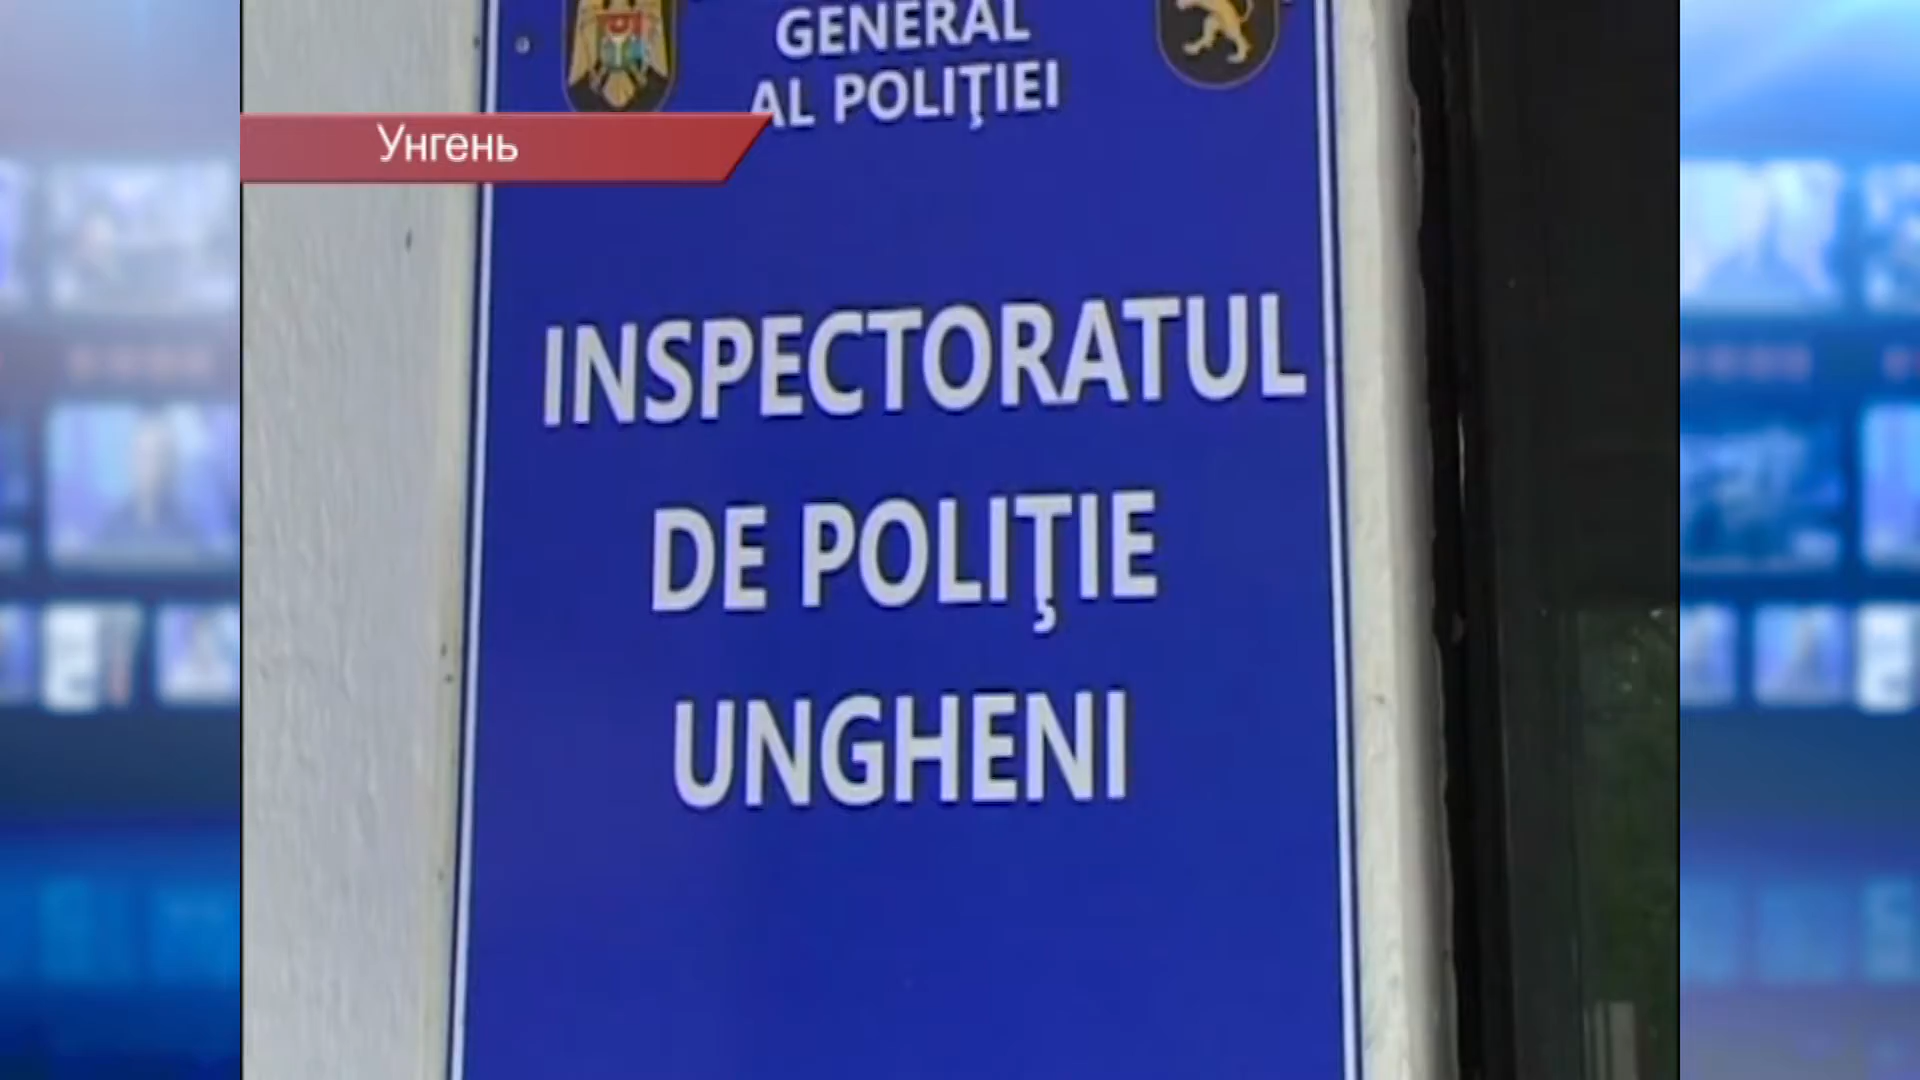 GENERAL
AL POLIŢIEI
Унгень
INSPECTORATUL
DE POLIŢIE
UNGHENI